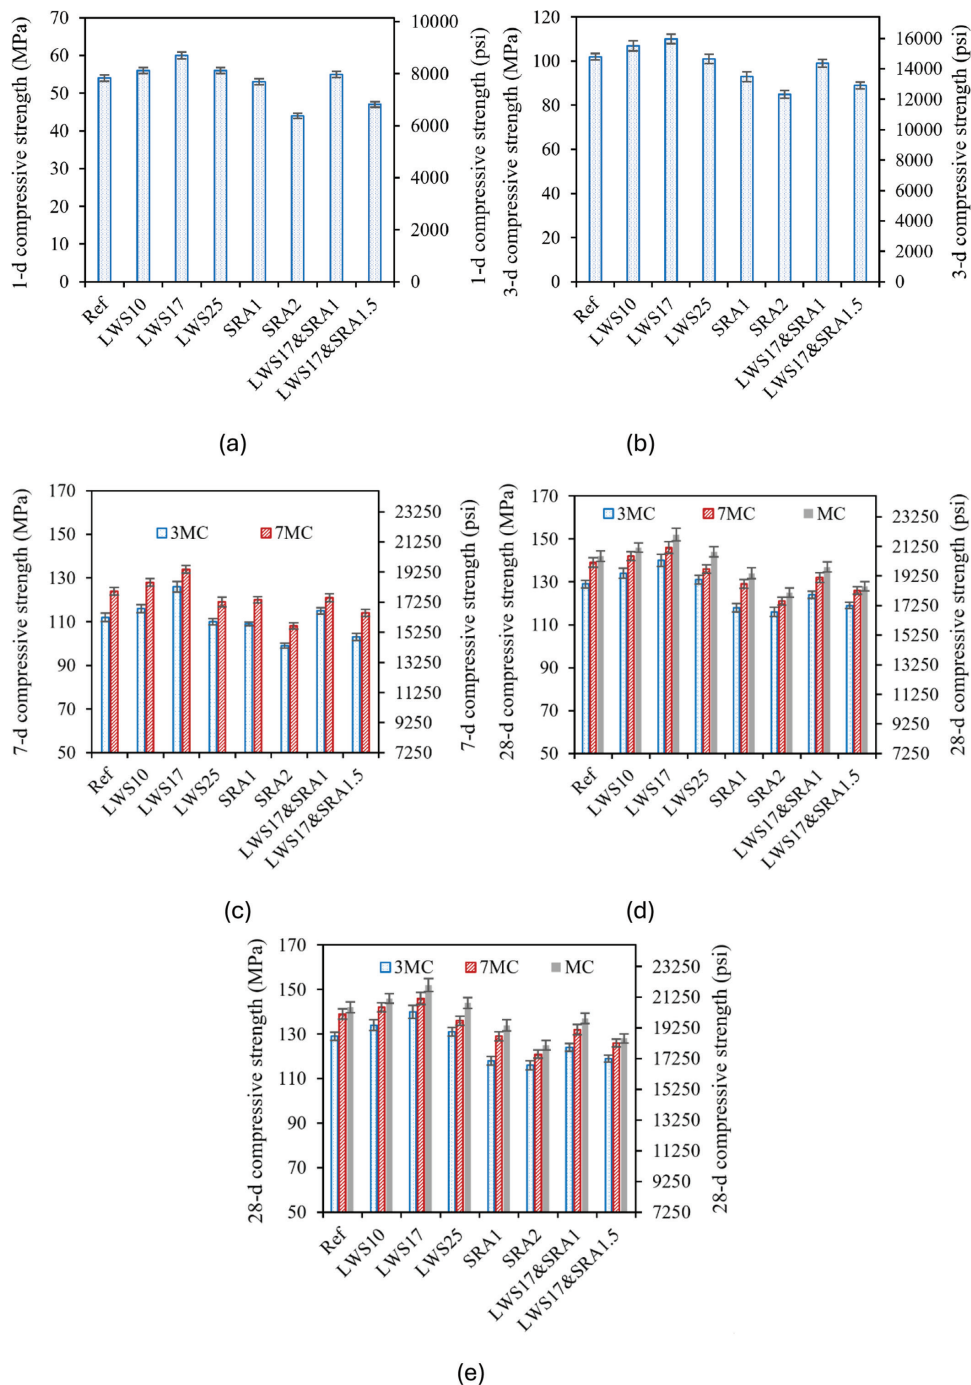 1-d compressive strength (MPa)
70
60
50
40
30
20
10
0
10000
8000
6000
4000
2000
0
1-d compressive strength (psi)
Ref
LWS10
LWS17
LWS25
SRA1
SRA2
LWS17&SRA1
LWS17&SRA1.5
(a)
3-d compressive strength (MPa)
120
100
80
60
40
20
0
16000
14000
12000
10000
8000
6000
4000
2000
0
3-d compressive strength (psi)
Ref
LWS10
LWS17
LWS25
SRA1
SRA2
LWS17&SRA1
LWS17&SRA1.5
(b)
7-d compressive strength (MPa)
170
150
130
110
90
70
50
3MC
7MC
23250
21250
19250
17250
15250
13250
11250
9250
7250
7-d compressive strength (psi)
Ref
LWS10
LWS17
LWS25
SRA1
SRA2
LWS17&SRA1
LWS17&SRA1.5
(c)
28-d compressive strength (MPa)
170
150
130
110
90
70
50
3MC
7MC
MC
23250
21250
19250
17250
15250
13250
11250
9250
7250
28-d compressive strength (psi)
Ref
LWS10
LWS17
LWS25
SRA1
SRA2
LWS17&SRA1
LWS17&SRA1.5
(d)
28-d compressive strength (MPa)
170
150
130
110
90
70
50
3MC
7MC
MC
23250
21250
19250
17250
15250
13250
11250
9250
7250
28-d compressive strength (psi)
Ref
LWS10
LWS17
LWS25
SRA1
SRA2
LWS17&SRA1
LWS17&SRA1.5
(e)